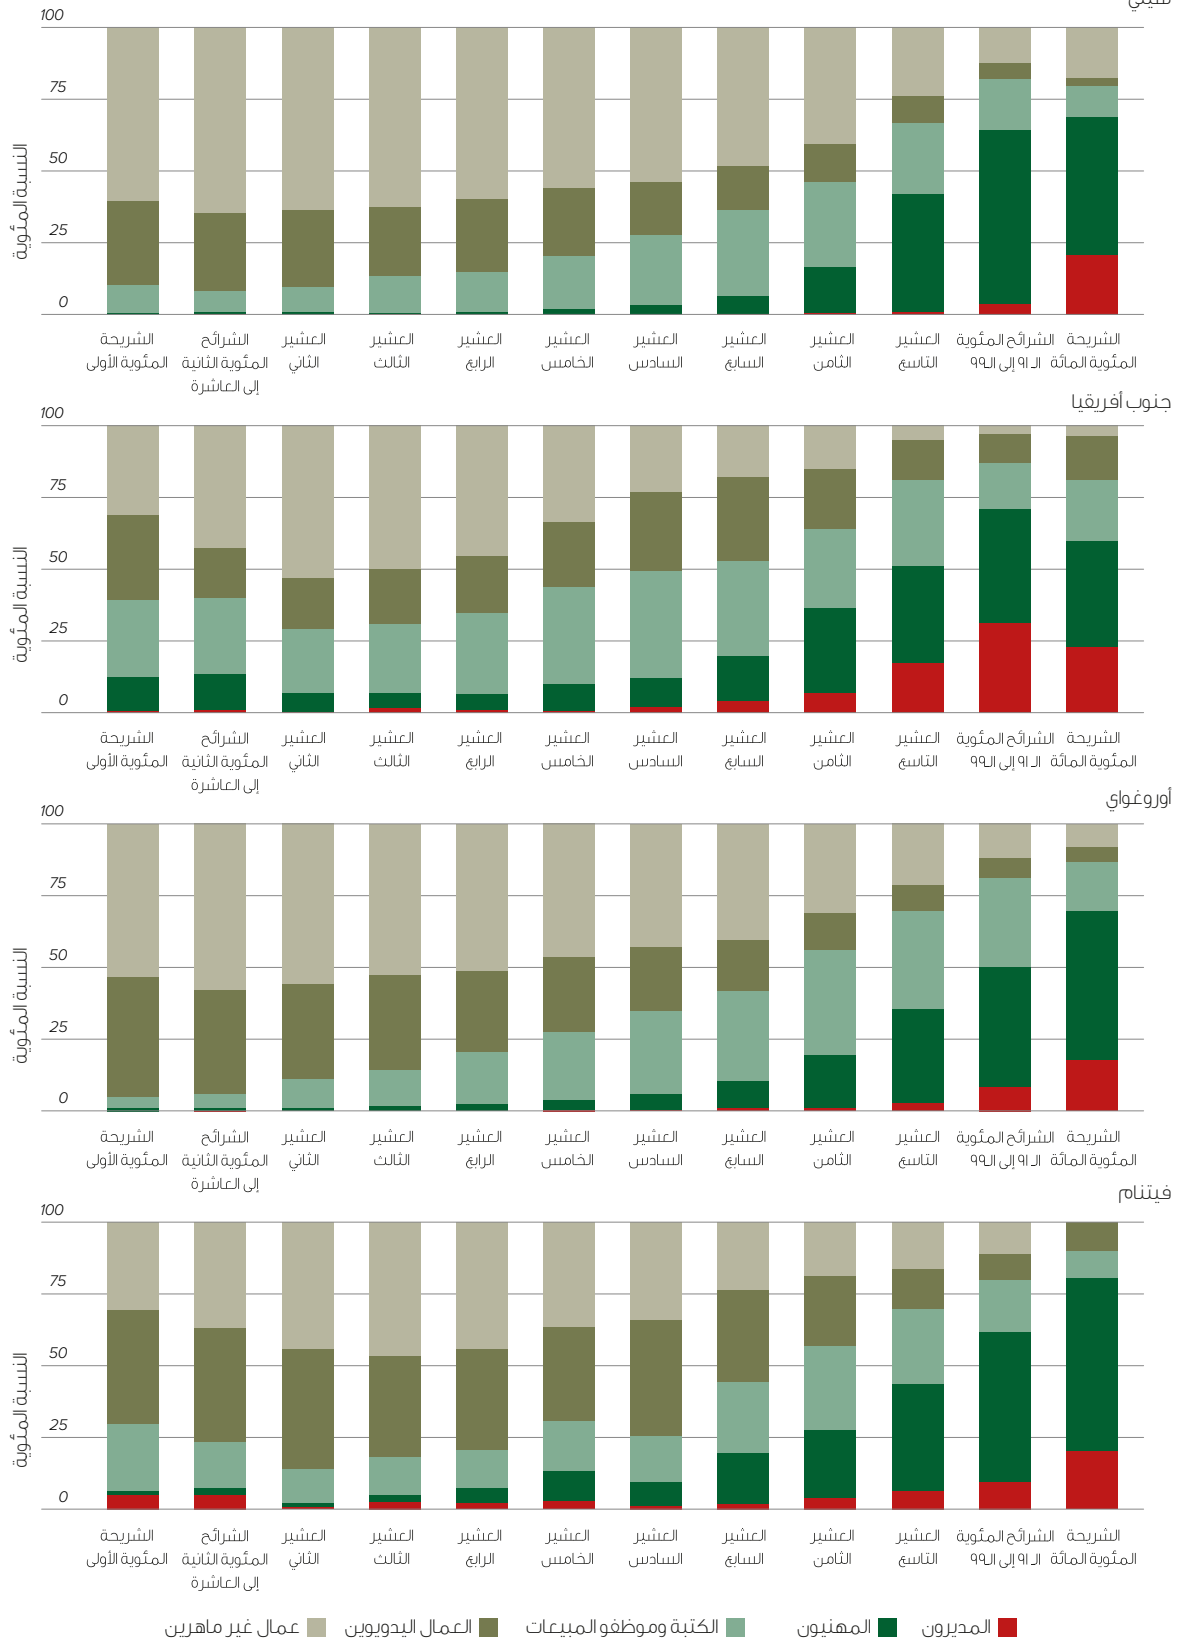 100
75
50
25
0
النسبة المئوية
الشريحة
المئوية الأولى
الشرائح
المئوية الثانية
إلى العاشرة
العشير
الثاني
العشير
الثالث
العشير
الرابع
العشير
الخامس
العشير
السادس
العشير
السابع
العشير
الثامن
العشير
التاسع
الشرائح المئوية
الـ ٩١ إلى الـ٩٩
الشريحة
المئوية المائة
جنوب أفريقيا
100
75
50
25
0
النسبة المئوية
الشريحة
المئوية الأولى
الشرائح
المئوية الثانية
إلى العاشرة
العشير
الثاني
العشير
الثالث
العشير
الرابع
العشير
الخامس
العشير
السادس
العشير
السابع
العشير
الثامن
العشير
التاسع
الشرائح المئوية
الـ ٩١ إلى الـ٩٩
الشريحة
المئوية المائة
أوروغواي
100
75
50
25
0
النسبة المئوية
الشريحة
المئوية الأولى
الشرائح
المئوية الثانية
إلى العاشرة
العشير
الثاني
العشير
الثالث
العشير
الرابع
العشير
الخامس
العشير
السادس
العشير
السابع
العشير
الثامن
العشير
التاسع
الشرائح المئوية
الـ ٩١ إلى الـ٩٩
الشريحة
المئوية المائة
فيتنام
100
75
50
25
0
النسبة المئوية
الشريحة
المئوية الأولى
الشرائح
المئوية الثانية
إلى العاشرة
العشير
الثاني
العشير
الثالث
العشير
الرابع
العشير
الخامس
العشير
السادس
العشير
السابع
العشير
الثامن
العشير
التاسع
الشرائح المئوية
الـ ٩١ إلى الـ٩٩
الشريحة
المئوية المائة
المديرون
المهنيون
الكتبة وموظفو المبيعات
العمال اليدويوين
عمال غير ماهرين